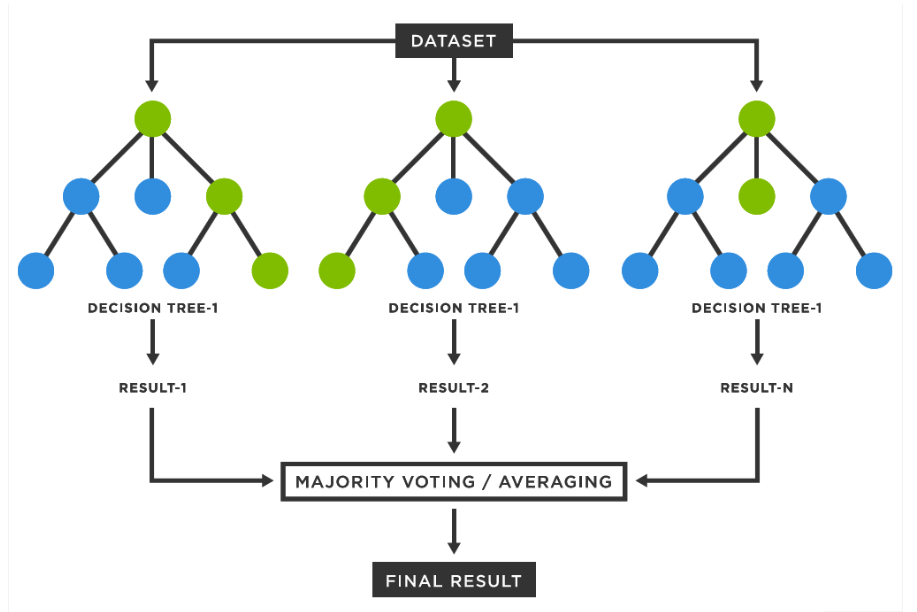 DATASET
DECISION TREE-1
DECISION TREE-1
DECISION TREE-1
RESULT-1
RESULT-2
RESULT-N
MAJORITY VOTING / AVERAGING
FINAL RESULT